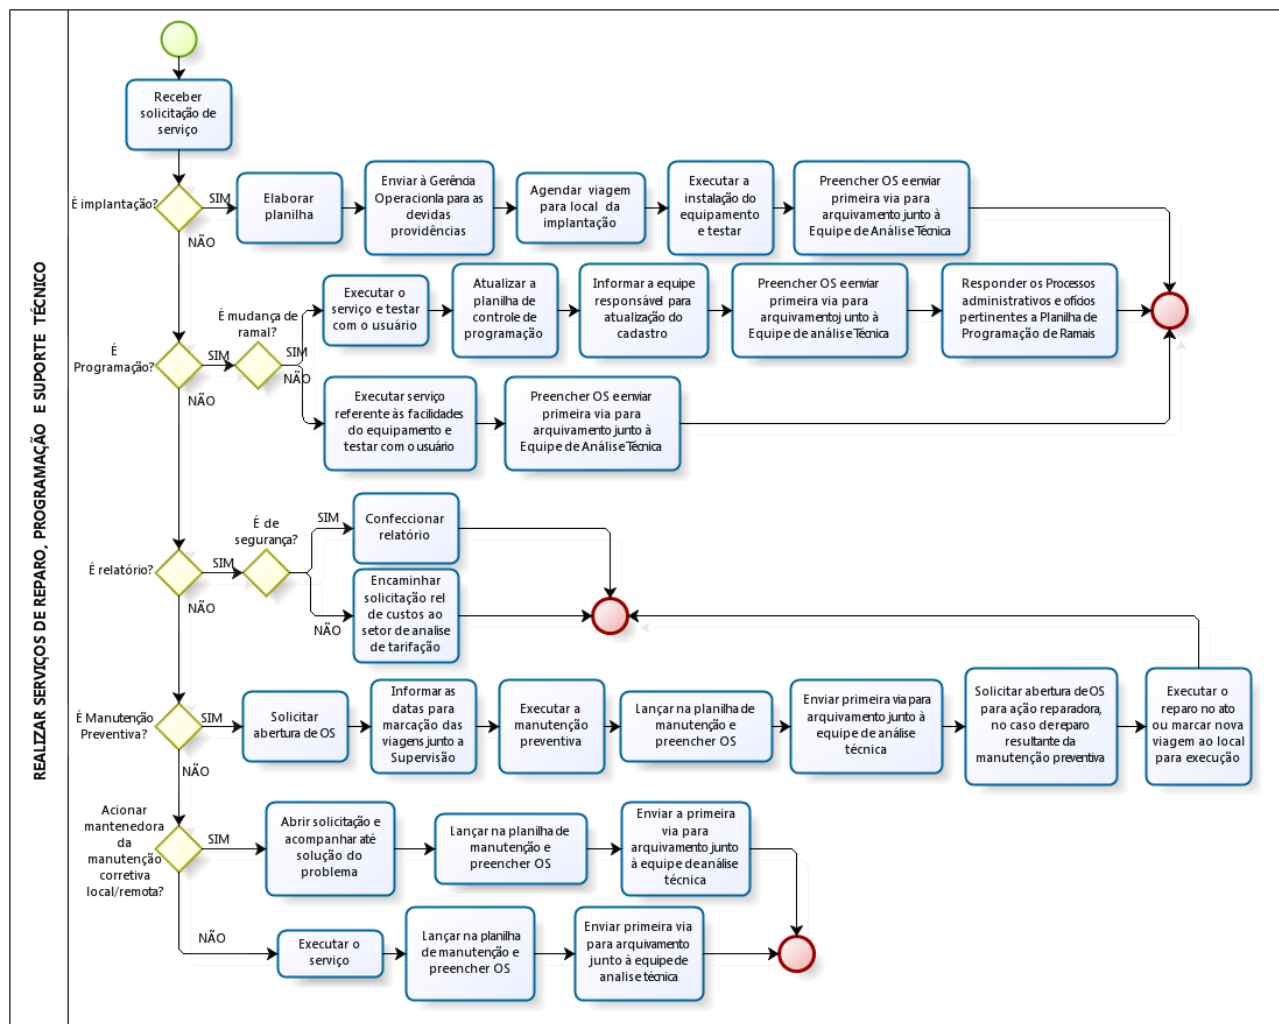 REALIZAR SERVIÇOS DE REPARO, PROGRAMAÇÃO E SUPORTE TÉCNICO
Receber
solicitação de
serviço
É implantação?
SIM
NÃO
Elaborar
planilha
Enviar à Gerência
Operacionla para as
devidas
providências
Agendar viagem
para local da
implantação
Executar a
instalação do
equipamento
e testar
Preencher OS e enviar
primeira via para
arquivamento junto à
Equipe de Análise Técnica
É
Programação?
SIM
NÃO
É mudança de
ramal?
SIM
NÃO
Executar o
serviço e testar
com o usuário
Atualizar a
planilha de
controle de
programação
Informar a equipe
responsável para
atualização do
cadastro
Preencher OS e enviar
primeira via para
arquivamentoj unto à
Equipe de análise Técnica
Responder os Processos
administrativos e ofícios
pertinentes a Planilha de
Programação de Ramais
Executar serviço
referente às facilidades
do equipamento e
testar com o usuário
Preencher OS e enviar
primeira via para
arquivamento junto à
Equipe de Análise Técnica
É relatório?
SIM
NÃO
É de
segurança?
SIM
NÃO
Confeccionar
relatório
Encaminhar
solicitação rel
de custos ao
setor de analise
de tarifação
É Manutenção
Preventiva?
SIM
NÃO
Solicitar
abertura de OS
Informar as
datas para
marcação das
viagens junto a
Supervisão
Executar a
manutenção
preventiva
Lançar na planilha de
manutenção e
preencher OS
Enviar primeira via para
arquivamento junto à
equipe de análise
técnica
Solicitar abertura de OS
para ação reparadora,
no caso de reparo
resultante da
manutenção preventiva
Executar o
reparo no ato
ou marcar nova
viagem ao local
para execução
Acionar
mantenedora
da
manutenção
corretiva
local/remota?
SIM
NÃO
Abrir solicitação e
acompanhar até
solução do
problema
Lançar na planilha de
manutenção e
preencher OS
Enviar a primeira
via para
arquivamento junto
à equipe de análise
técnica
Executar o
serviço
Lançar na planilha
de manutenção e
preencher OS
Enviar primeira via
para arquivamento
junto à equipe de
analise técnica